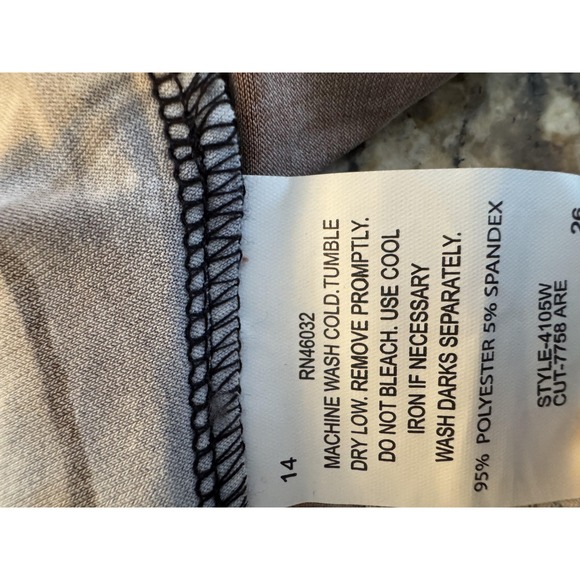 14
RN46032
MACHINE WASH COLD.TUMBLE
DRY LOW. REMOVE PROMPTLY.
DO NOT BLEACH. USE COOL
IRON IF NECESSARY
WASH DARKS SEPARATELY.
95% POLYESTER 5% SPANDEX
STYLE-4105W
CUT-7758 ARE
26